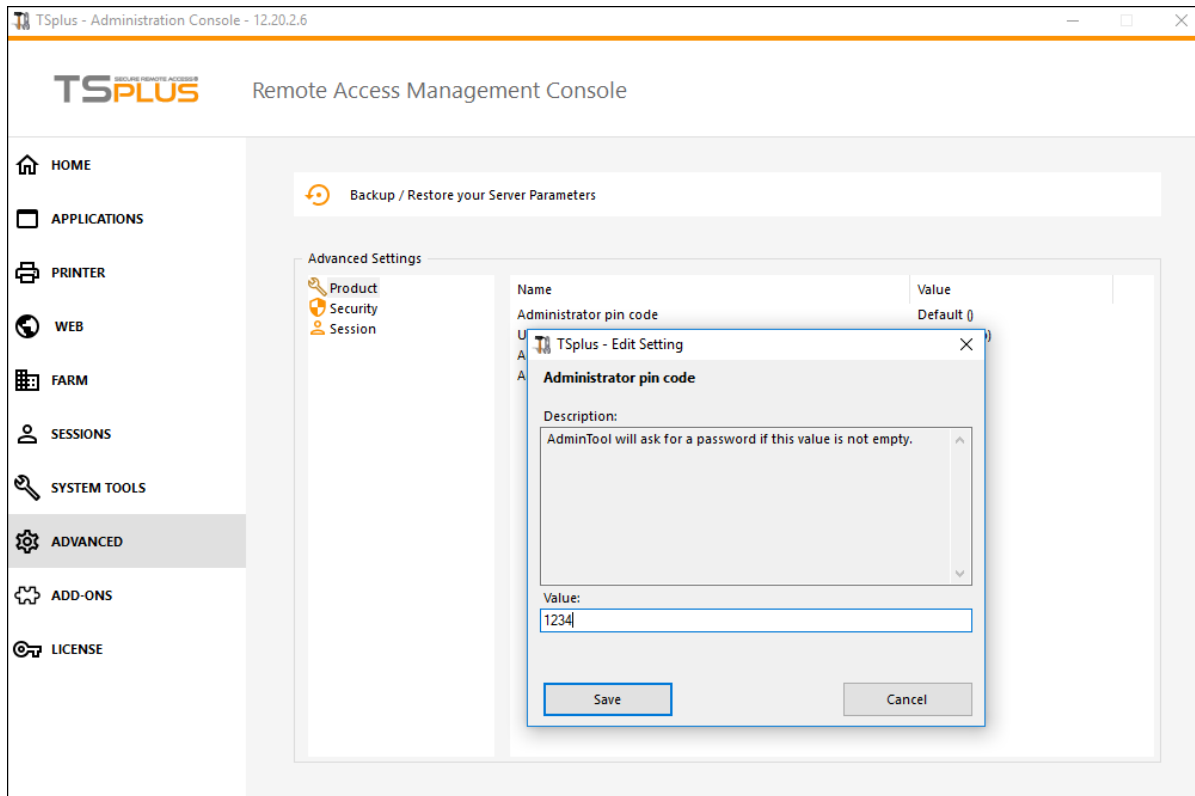 TSplus - Administration Console - 12.20.2.6
SECURE REMOTE ACCESS
TSPLUS
Remote Access Management Console
HOME
APPLICATIONS
PRINTER
WEB
FARM
SESSIONS
SYSTEM TOOLS
ADVANCED
ADD-ONS
LICENSE
Backup / Restore your Server Parameters
Advanced Settings
Product
Security
Session
Name Value
Administrator pin code Default ()
U
A
A
TSplus - Edit Setting
Administrator pin code
Description:
AdminTool will ask for a password if this value is not empty.
Value:
1234
Save Cancel